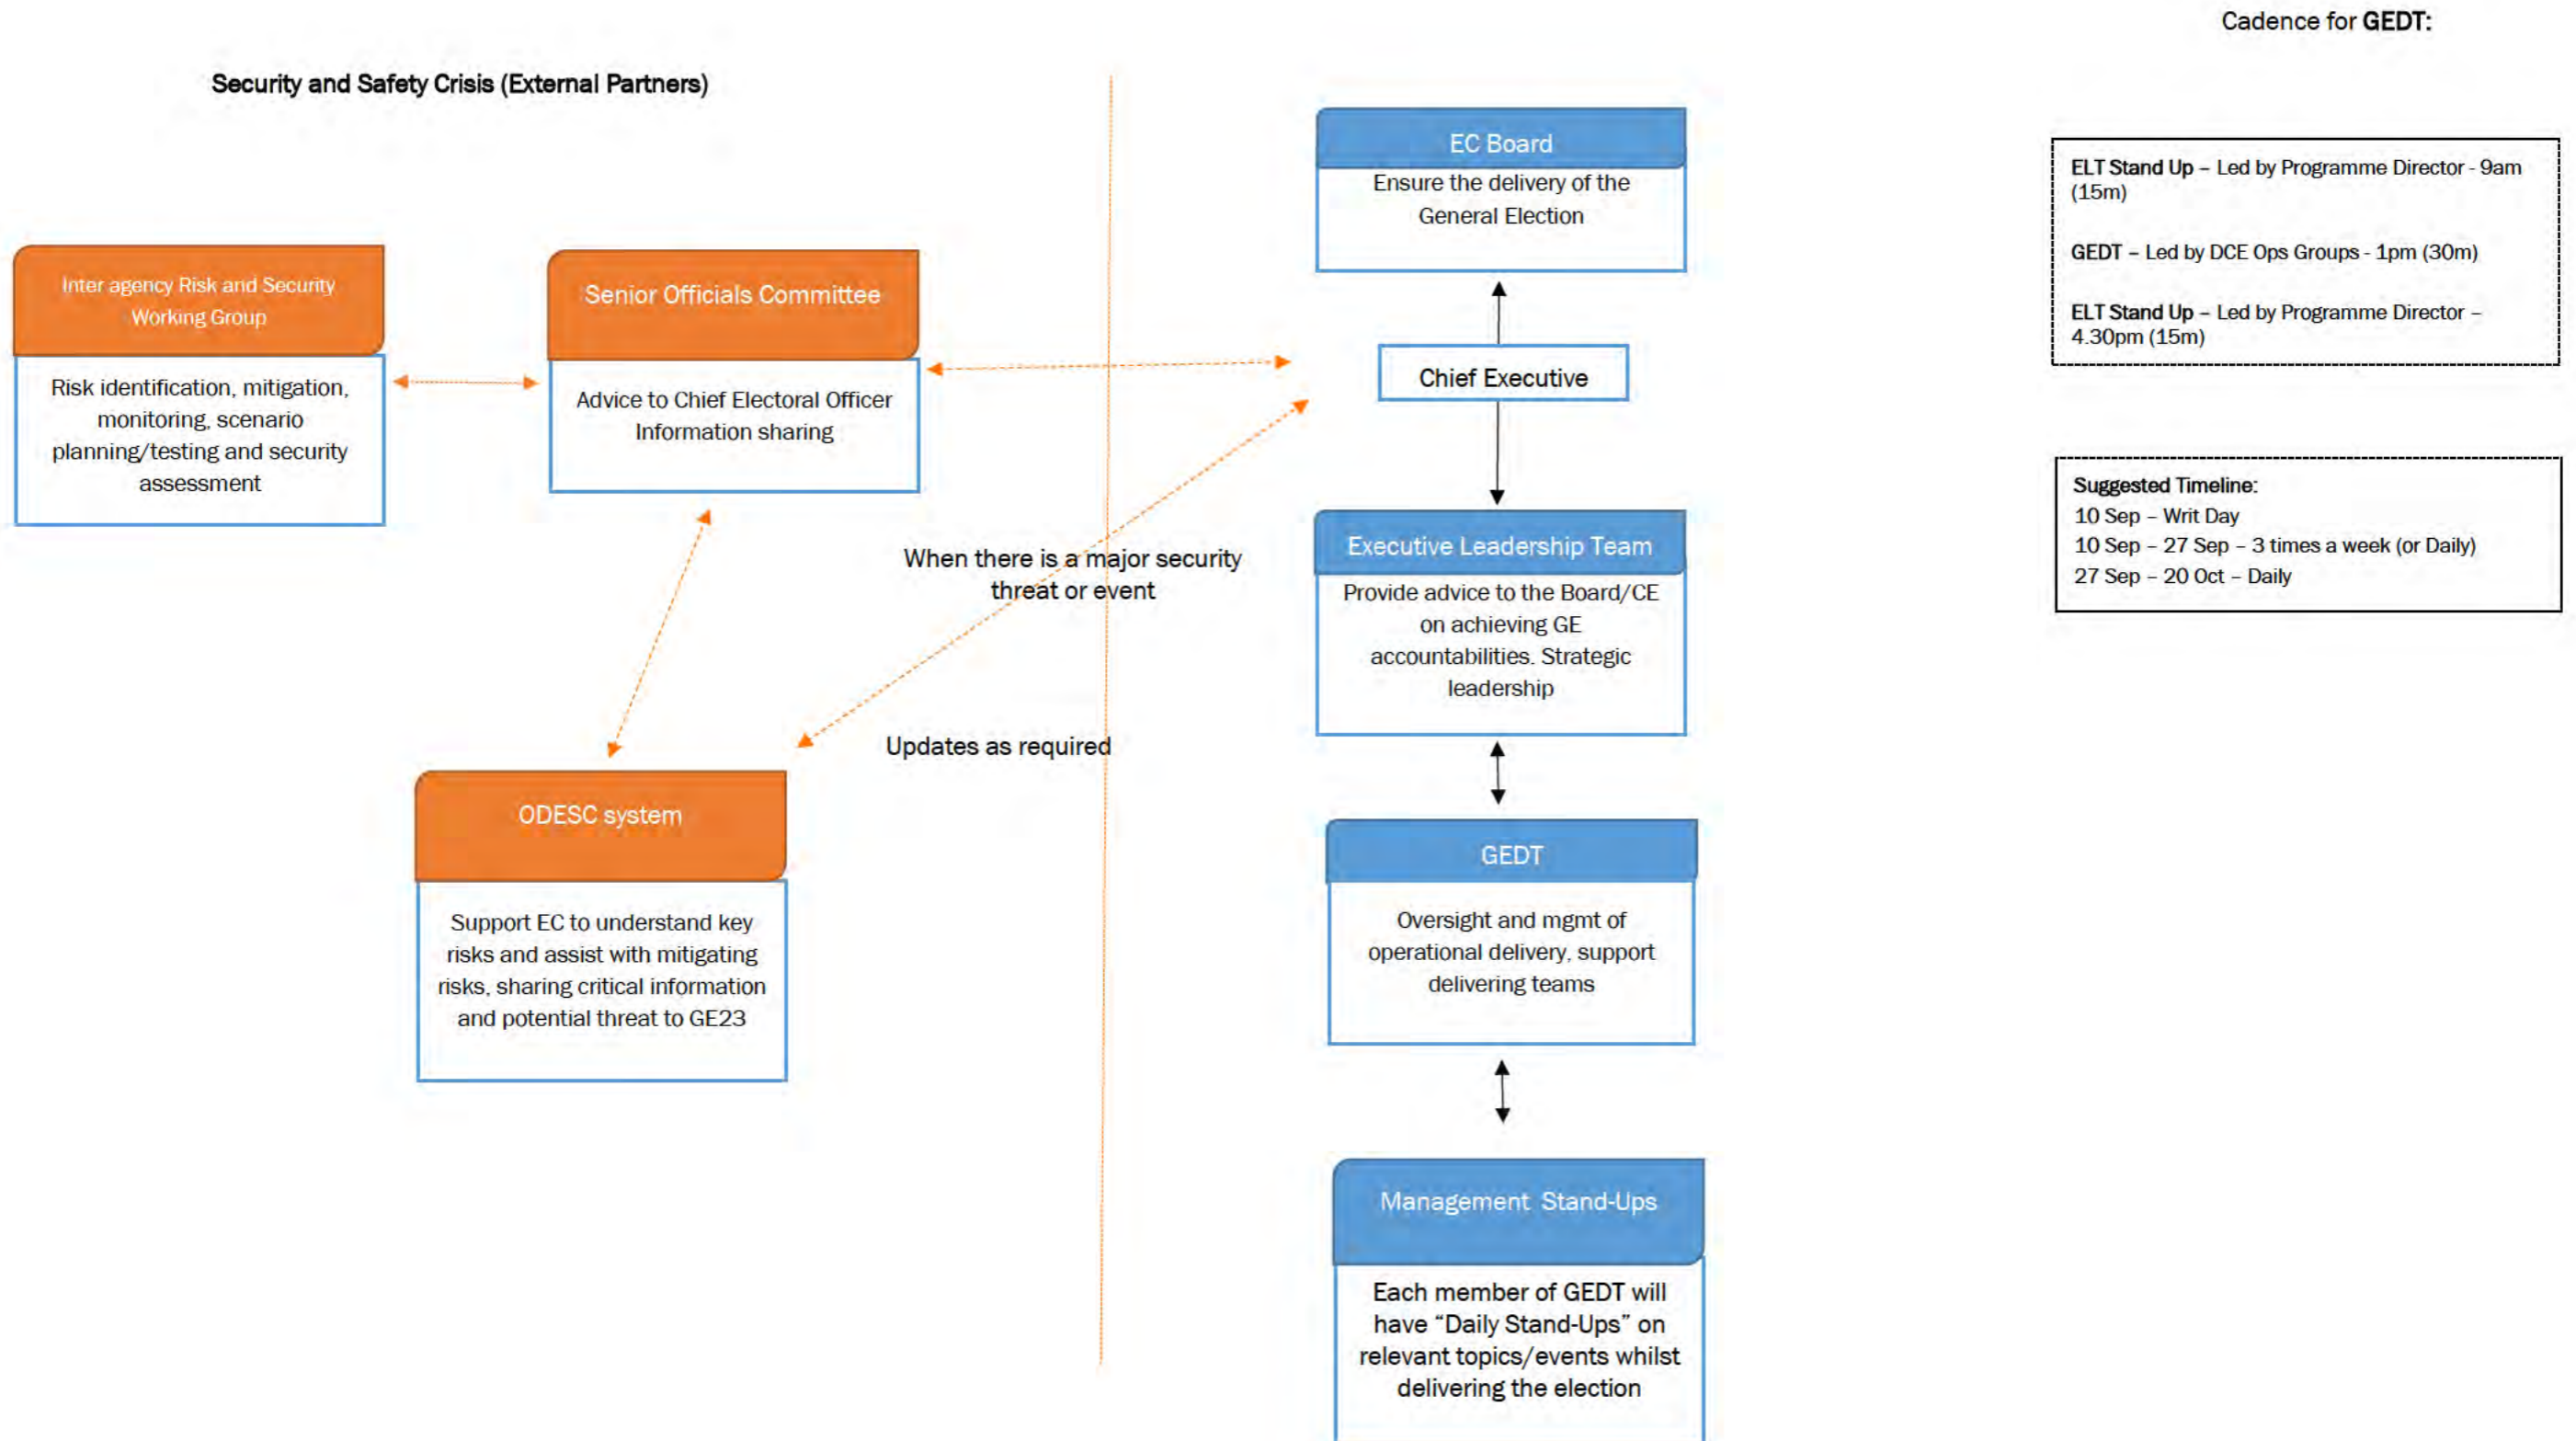 Cadence for GEDT:
Security and Safety Crisis (External Partners)
Inter agency Risk and Security
Working Group
Risk identification, mitigation,
monitoring, scenario
planning/testing and security
assessment
Senior Officials Committee
Advice to Chief Electoral Officer
Information sharing
ODESC system
Support EC to understand key
risks and assist with mitigating
risks, sharing critical information
and potential threat to GE23
When there is a major security
threat or event
Updates as required
EC Board
Ensure the delivery of the
General Election
Chief Executive
Executive Leadership Team
Provide advice to the Board/CE
on achieving GE
accountabilities. Strategic
leadership
GEDT
Oversight and mgmt of
operational delivery, support
delivering teams
Management  Stand-Ups
Each member of GEDT will
have “Daily Stand-Ups” on
relevant topics/events whilst
delivering the election
ELT Stand Up – Led by Programme Director - 9am
(15m)
GEDT – Led by DCE Ops Groups - 1pm (30m)
ELT Stand Up – Led by Programme Director –
4.30pm (15m)
Suggested Timeline:
10 Sep – Writ Day
10 Sep – 27 Sep – 3 times a week (or Daily)
27 Sep – 20 Oct – Daily